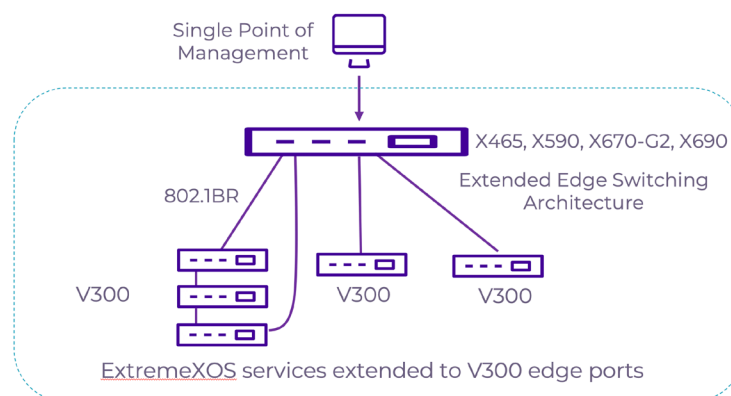 Single Point of
Management
X465, X590, X670-G2, X690
Extended Edge Switching
Architecture
802.1BR
V300
V300
V300
ExtremeXOS services extended to V300 edge ports